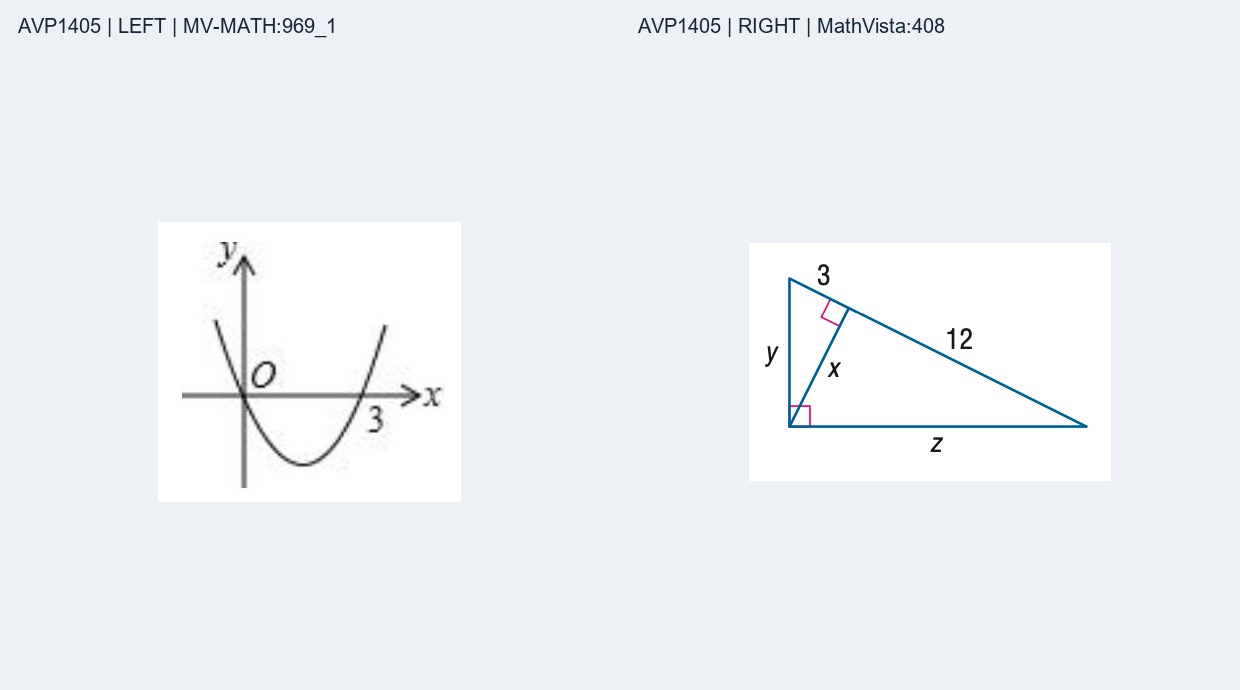 AVP1405 | LEFT | MV-MATH:969_1
AVP1405 | RIGHT | MathVista:408
y
O
x
3
3
12
y
x
z